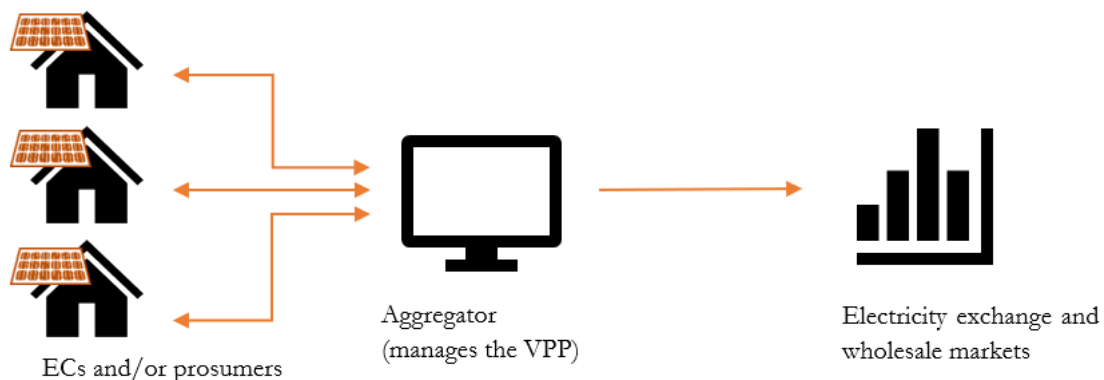 ECs and/or prosumers
Aggregator
(manages the VPP)
Electricity exchange and
wholesale markets